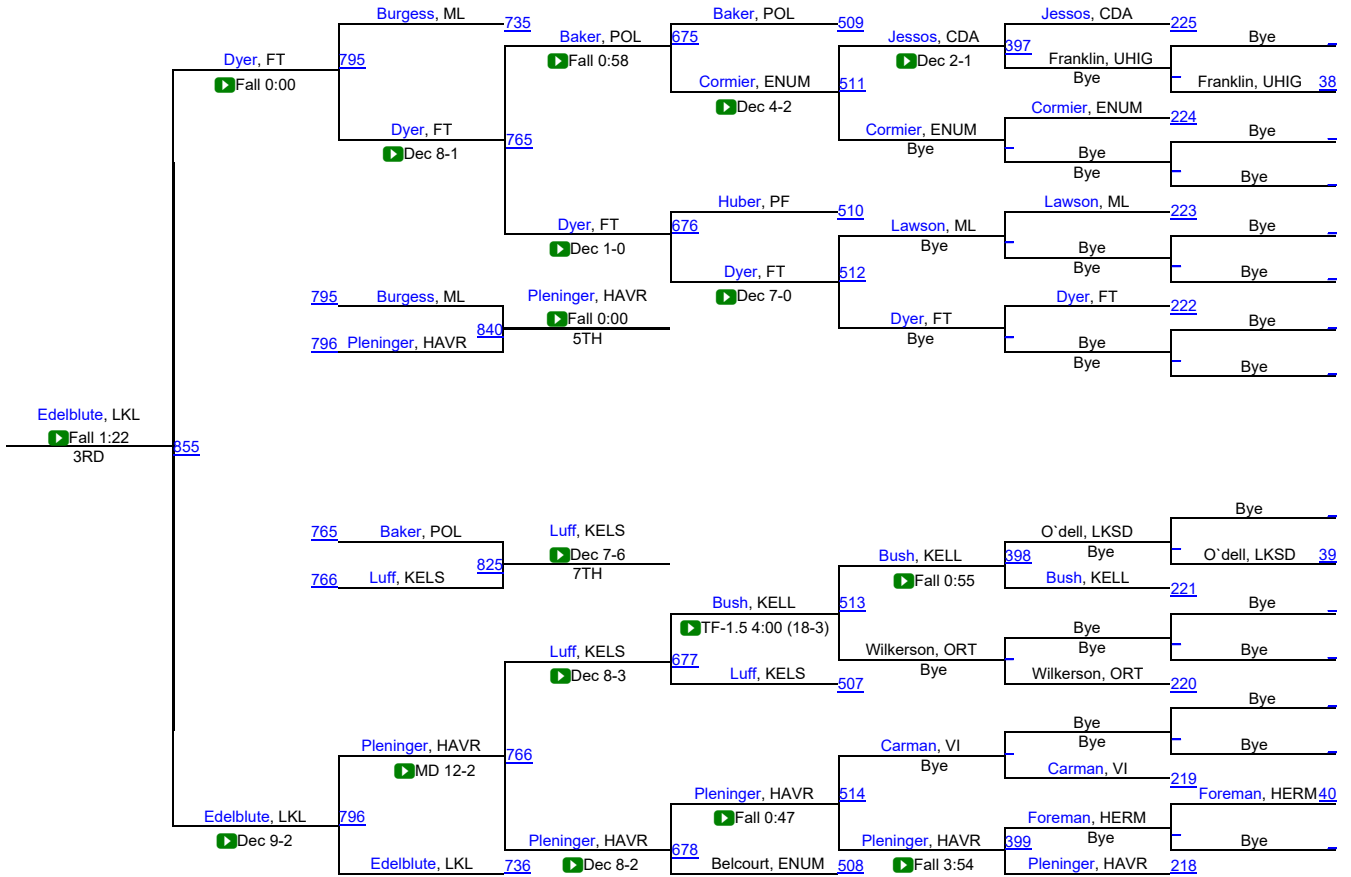 Burgess, ML
735
Baker, POL
509
Jessos, CDA
225
Bye
Baker, POL
675
Jessos, CDA
397
Franklin, UHIG
Bye
Dyer, FT
795
Fall 0:58
Dec 2-1
Franklin, UHIG 38
Fall 0:00
Cormier, ENUM
511
Dec 4-2
Cormier, ENUM
224
Dyer, FT
765
Cormier, ENUM
Bye
Bye
Dec 8-1
Bye
Bye
Bye
Huber, PF
510
Lawson, ML
223
Dyer, FT
676
Lawson, ML
Bye
Bye
Dec 1-0
Bye
Bye
Dyer, FT
512
Bye
Dec 7-0
795
Burgess, ML
Pleninger, HAVR
Dyer, FT
222
Fall 0:00
Dyer, FT
Bye
840
5TH
Bye
Bye
796
Pleninger, HAVR
Bye
Bye
Edelblute, LKL
Fall 1:22
855
3RD
Bye
765
Baker, POL
Luff, KELS
O`dell, LKSD
Bye
Dec 7-6
825
7TH
Bush, KELL
398
O`dell, LKSD 39
766
Luff, KELS
Fall 0:55
Bush, KELL
221
Bush, KELL
513
Bye
TF-1.5 4:00 (18-3)
Bye
Luff, KELS
677
Wilkerson, ORT
Bye
Bye
Bye
Dec 8-3
Luff, KELS
507
Wilkerson, ORT
220
Bye
Pleninger, HAVR
766
Carman, VI
Bye
Bye
Bye
MD 12-2
Bye
Carman, VI
219
Pleninger, HAVR
514
Foreman, HERM 40
Edelblute, LKL
796
Fall 0:47
Foreman, HERM
Bye
Dec 9-2
Pleninger, HAVR
678
Pleninger, HAVR
399
Bye
Edelblute, LKL
736
Dec 8-2
Belcourt, ENUM
508
Fall 3:54
Pleninger, HAVR
218